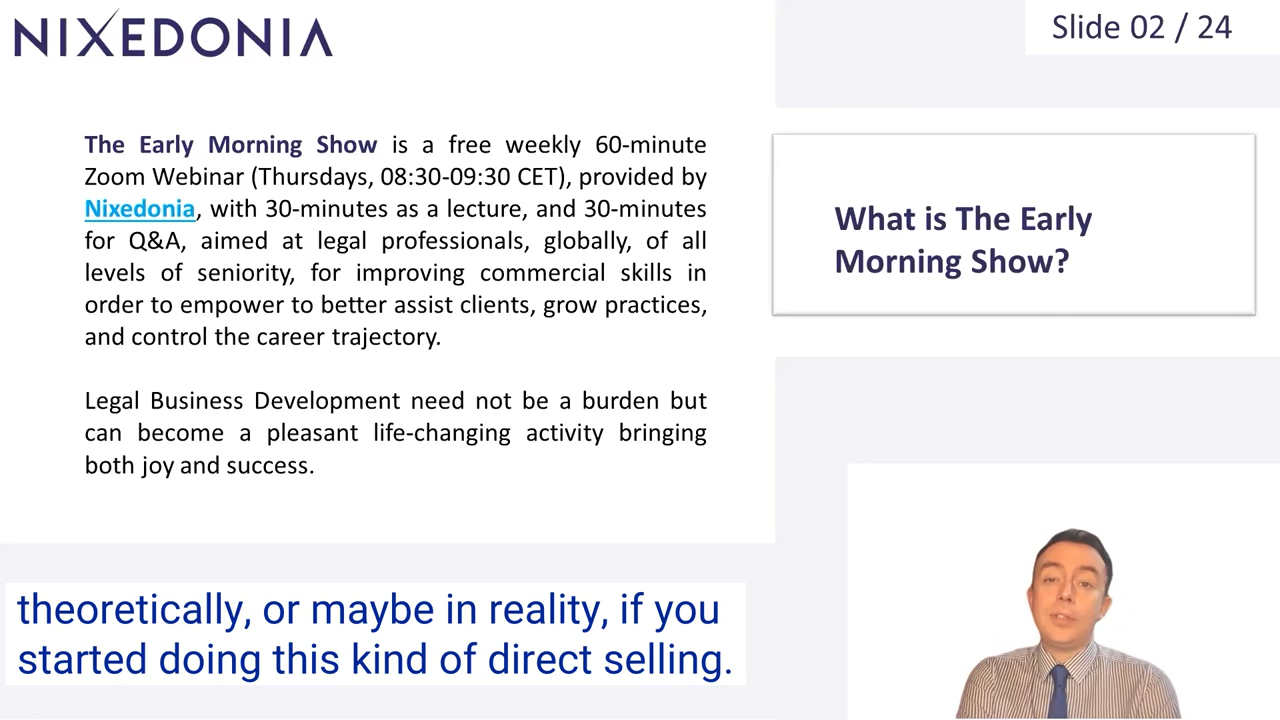 NIXEDONIA
Slide 02 / 24
The Early Morning Show is a free weekly 60-minute
Zoom Webinar (Thursdays, 08:30-09:30 CET), provided by
Nixedonia, with 30-minutes as a lecture, and 30-minutes
for Q&A, aimed at legal professionals, globally, of all
levels of seniority, for improving commercial skills in
order to empower to better assist clients, grow practices,
and control the career trajectory.
Legal Business Development need not be a burden but
can become a pleasant life-changing activity bringing
both joy and success.
What is The Early
Morning Show?
theoretically, or maybe in reality, if you
started doing this kind of direct selling.